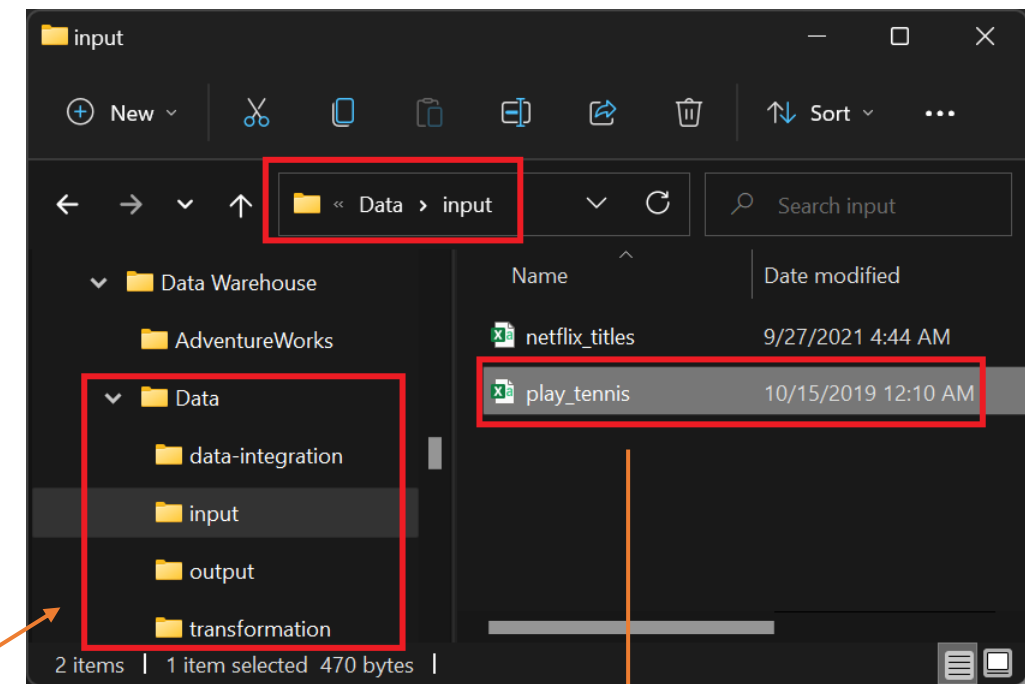 input
New
Sort
« Data > input
Search input
Data Warehouse
AdventureWorks
Data
data-integration
input
output
transformation
Name Date modified
netflix_titles 9/27/2021 4:44 AM
play_tennis 10/15/2019 12:10 AM
2 items | 1 item selected 470 bytes |